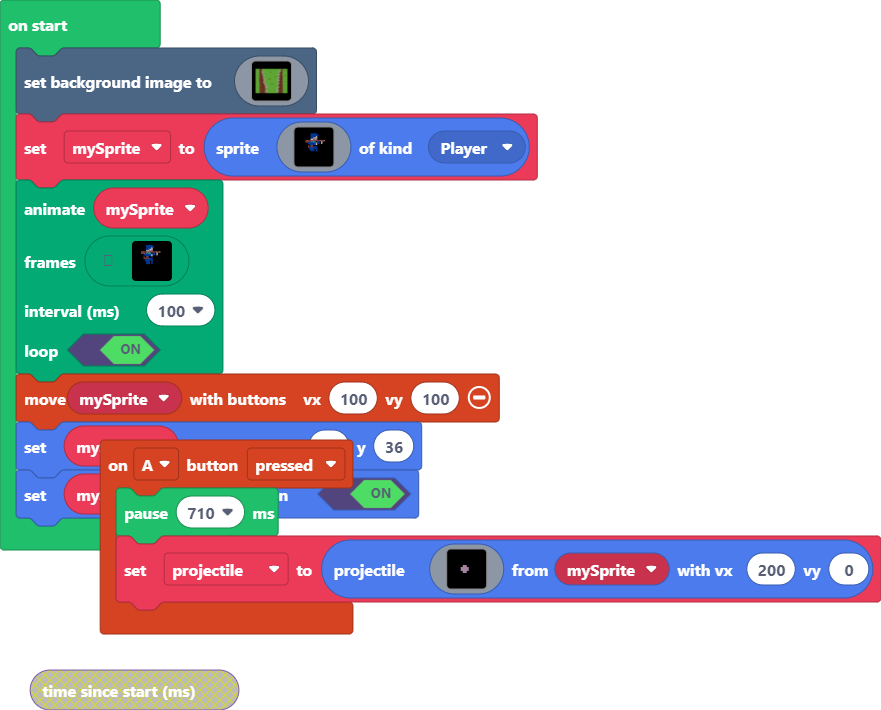 on start
set background image to
set mySprite to sprite of kind Player
animate mySprite
frames
interval (ms) 100
loop ON
move mySprite with buttons vx 100 vy 100
set my y 36
set my n ON
on A button pressed
pause 710 ms
set projectile to projectile from mySprite with vx 200 vy 0
time since start (ms)